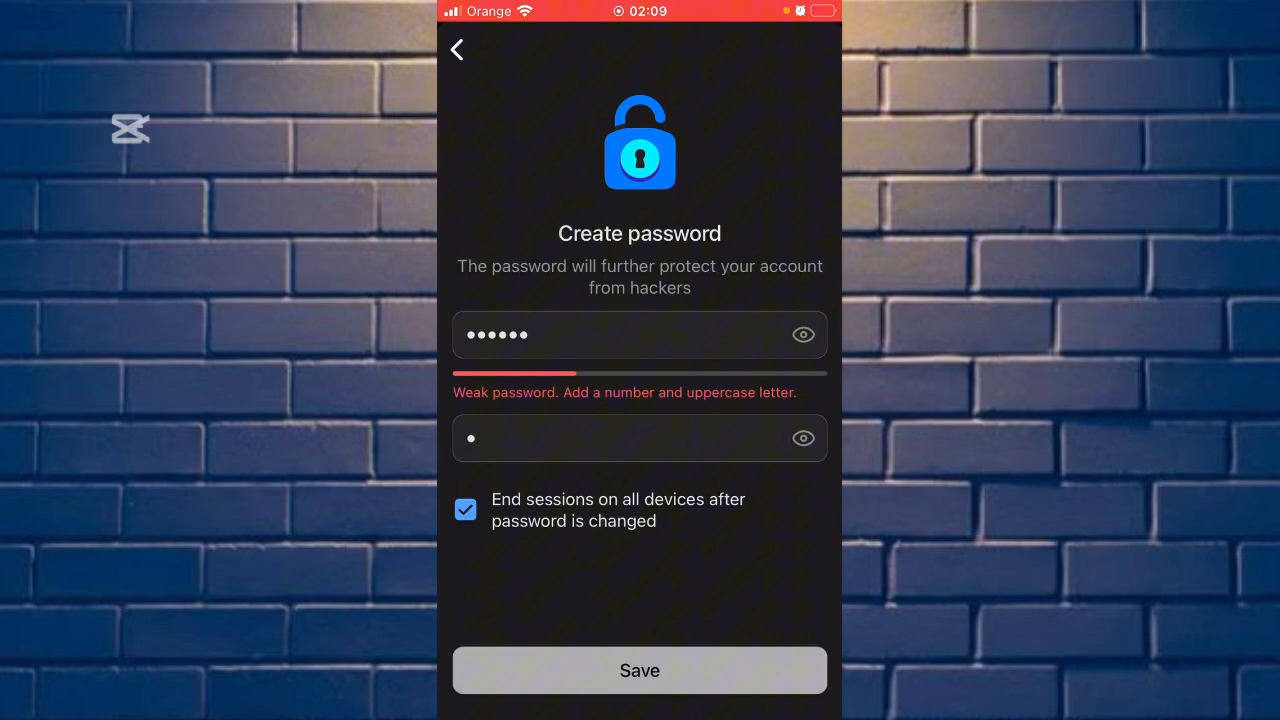 Orange 02:09
Create password
The password will further protect your account
from hackers
Weak password. Add a number and uppercase letter.
End sessions on all devices after
password is changed
Save